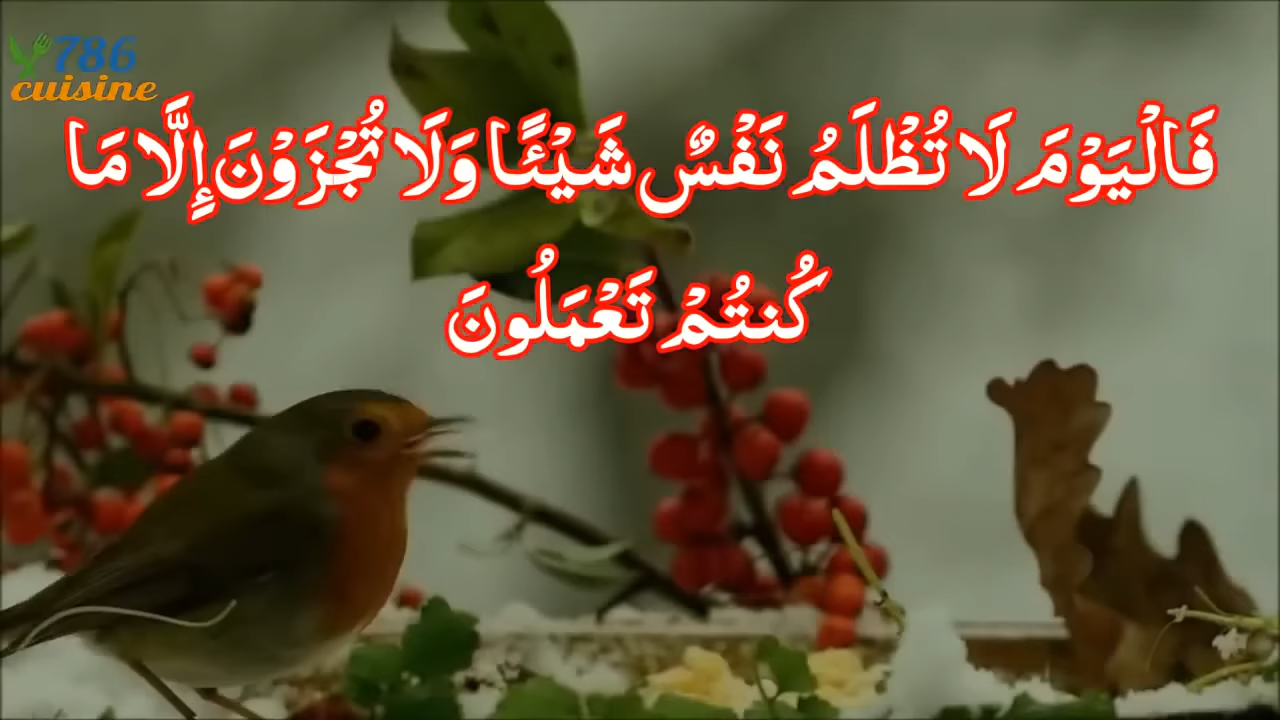 786
cuisine
فَالْيَوْمَ لَا تُظْلَمُ نَفْسٌ شَيْئًا وَلَا تُجْزَوْنَ إِلَّا مَا
كُنتُمْ تَعْمَلُونَ